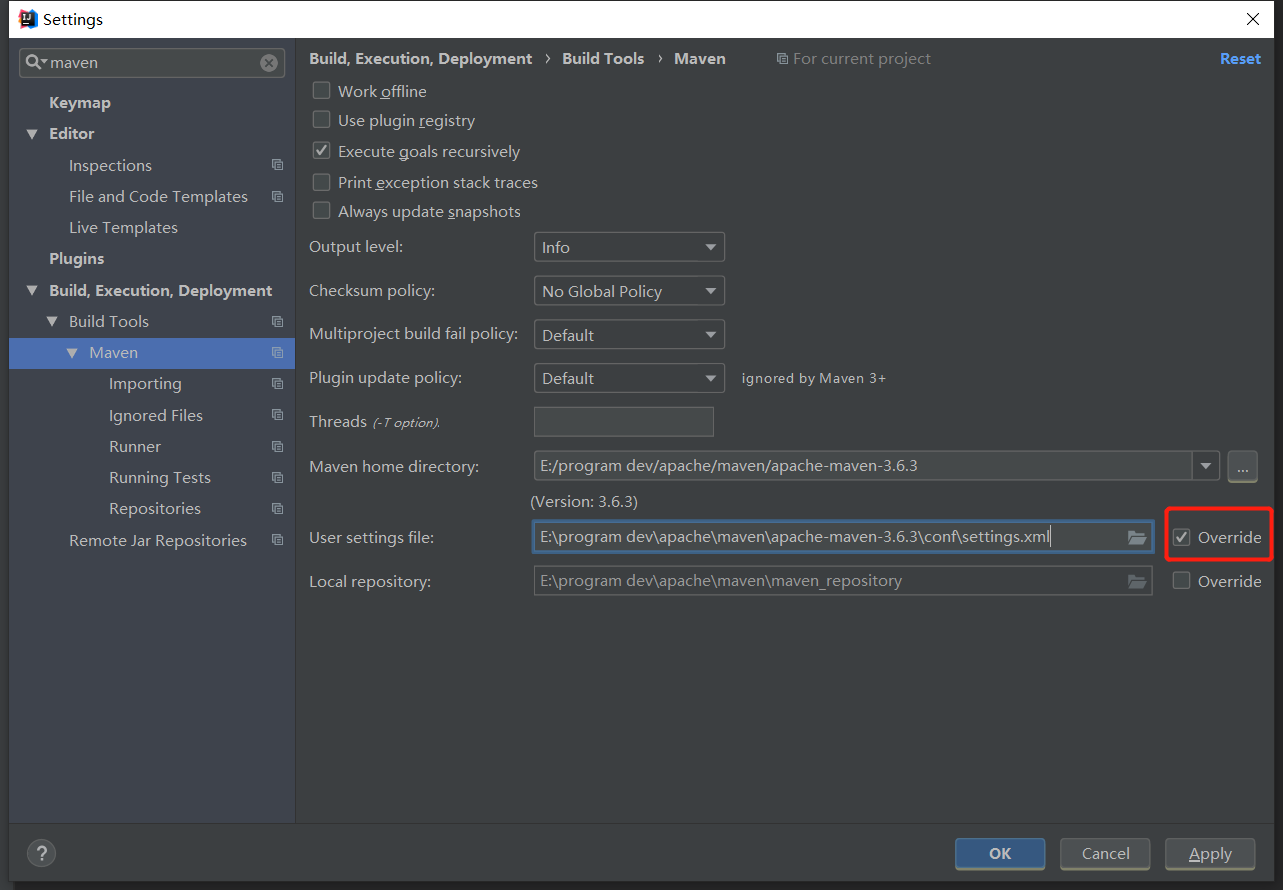 Settings
maven
Keymap
Editor
Inspections
File and Code Templates
Live Templates
Plugins
Build, Execution, Deployment
Build Tools
Maven
Importing
Ignored Files
Runner
Running Tests
Repositories
Remote Jar Repositories
Build, Execution, Deployment › Build Tools › Maven For current project Reset
Work offline
Use plugin registry
Execute goals recursively
Print exception stack traces
Always update snapshots
Output level: Info
Checksum policy: No Global Policy
Multiproject build fail policy: Default
Plugin update policy: Default ignored by Maven 3+
Threads (-T option).
Maven home directory: E:/program dev/apache/maven/apache-maven-3.6.3 ...
(Version: 3.6.3)
User settings file: E:\program dev\apache\maven\apache-maven-3.6.3\conf\settings.xml Override
Local repository: E:\program dev\apache\maven\maven_repository Override
? OK Cancel Apply